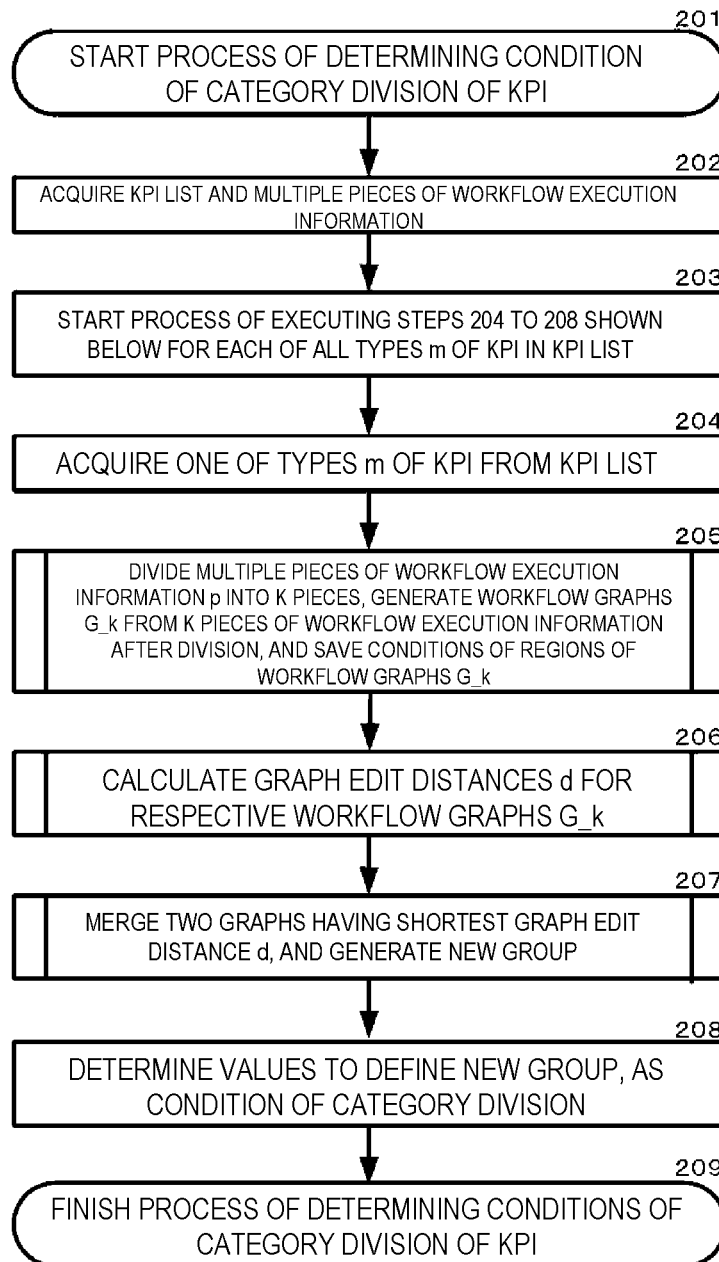 201
START PROCESS OF DETERMINING CONDITION
OF CATEGORY DIVISION OF KPI
202
ACQUIRE KPI LIST AND MULTIPLE PIECES OF WORKFLOW EXECUTION
INFORMATION
203
START PROCESS OF EXECUTING STEPS 204 TO 208 SHOWN
BELOW FOR EACH OF ALL TYPES m OF KPI IN KPI LIST
204
ACQUIRE ONE OF TYPES m OF KPI FROM KPI LIST
205
DIVIDE MULTIPLE PIECES OF WORKFLOW EXECUTION
INFORMATION p INTO K PIECES, GENERATE WORKFLOW GRAPHS
G_k FROM K PIECES OF WORKFLOW EXECUTION INFORMATION
AFTER DIVISION, AND SAVE CONDITIONS OF REGIONS OF
WORKFLOW GRAPHS G_k
206
CALCULATE GRAPH EDIT DISTANCES d FOR
RESPECTIVE WORKFLOW GRAPHS G_k
207
MERGE TWO GRAPHS HAVING SHORTEST GRAPH EDIT
DISTANCE d, AND GENERATE NEW GROUP
208
DETERMINE VALUES TO DEFINE NEW GROUP, AS
CONDITION OF CATEGORY DIVISION
209
FINISH PROCESS OF DETERMINING CONDITIONS OF
CATEGORY DIVISION OF KPI